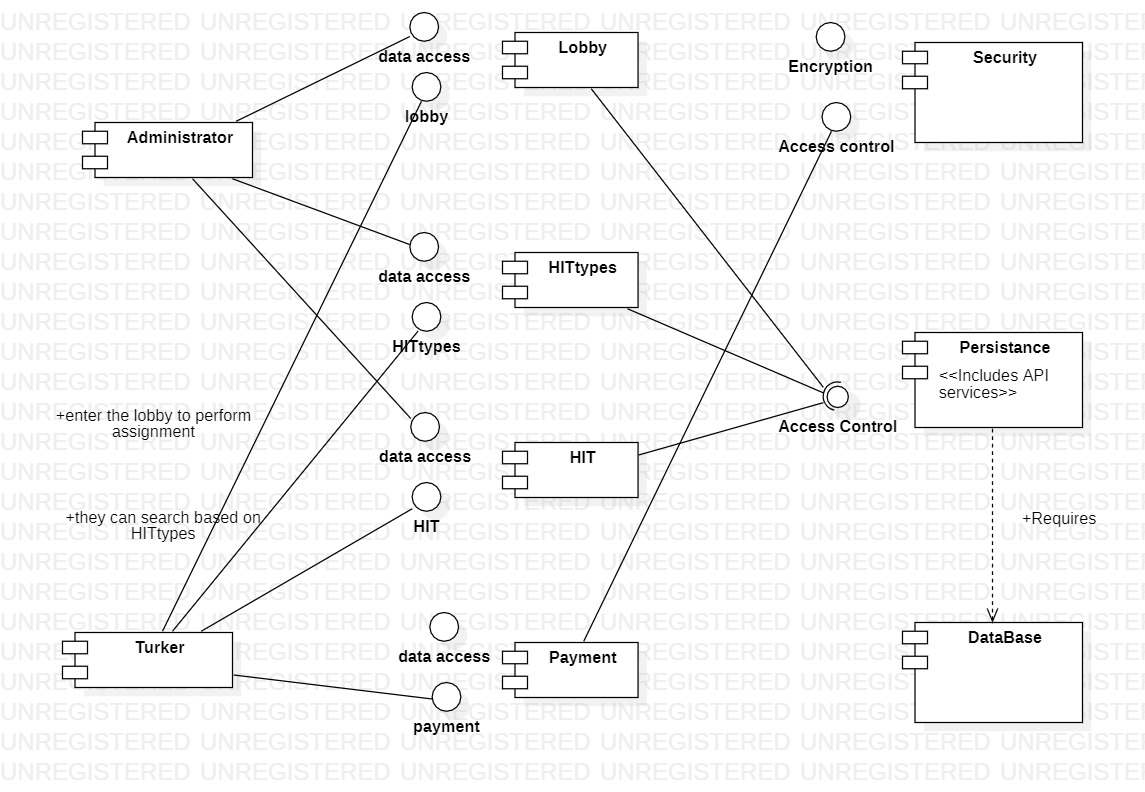 data access
Lobby
Encryption
Security
lobby
Administrator
Access control
data access
HITtypes
HITtypes
Persistance
<<Includes API
services>>
+enter the lobby to perform
assignment
data access
Access Control
HIT
+they can search based on
HITtypes
HIT
+Requires
Turker
data access
Payment
DataBase
payment
UNREGISTERED UNREGISTERED UNREGISTERED UNREGISTERED UNREGISTERED UNREGISTERED